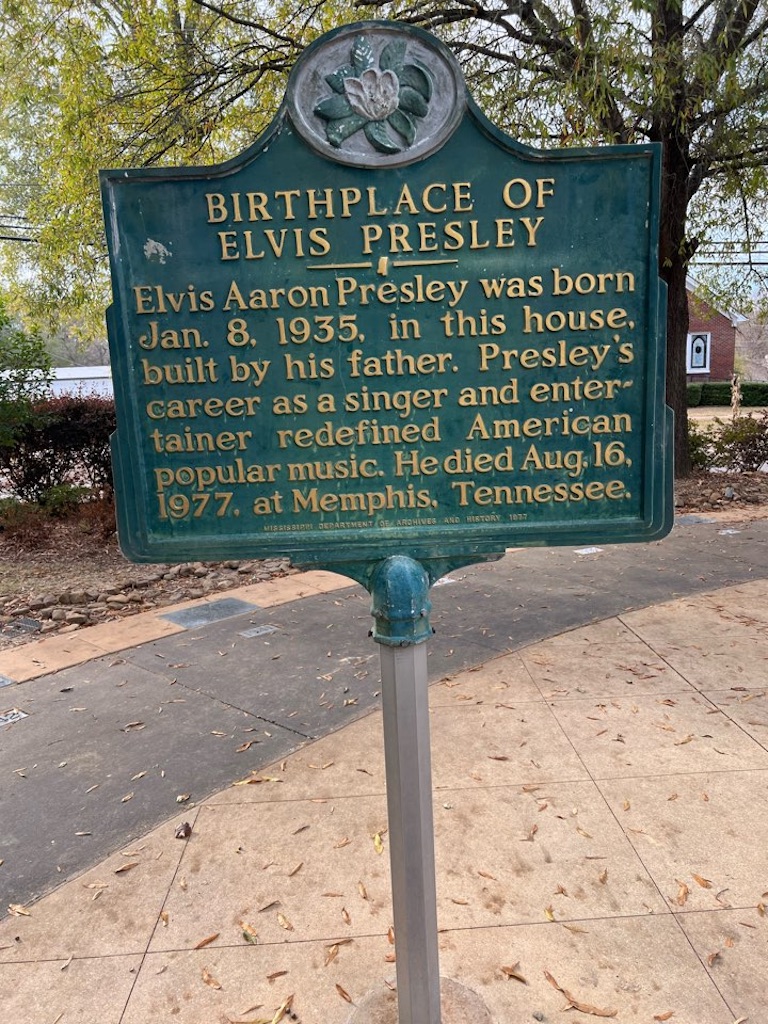 BIRTHPLACE OF
ELVIS PRESLEY
Elvis Aaron Presley was born
Jan. 8, 1935, in this house,
built by his father. Presley's
career as a singer and enter-
tainer redefined American
popular music. He died Aug. 16,
1977, at Memphis, Tennessee.
MISSISSIPPI DEPARTMENT OF ARCHIVES AND HISTORY 1977